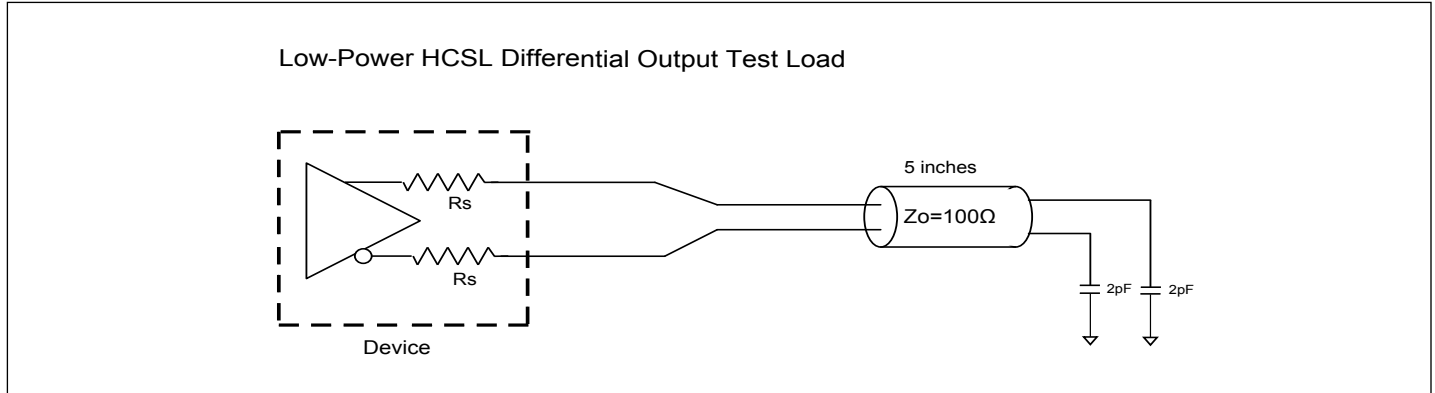 Low-Power HCSL Differential Output Test Load
5 inches
Rs
Zo=100Ω
Rs
2pF
2pF
Device